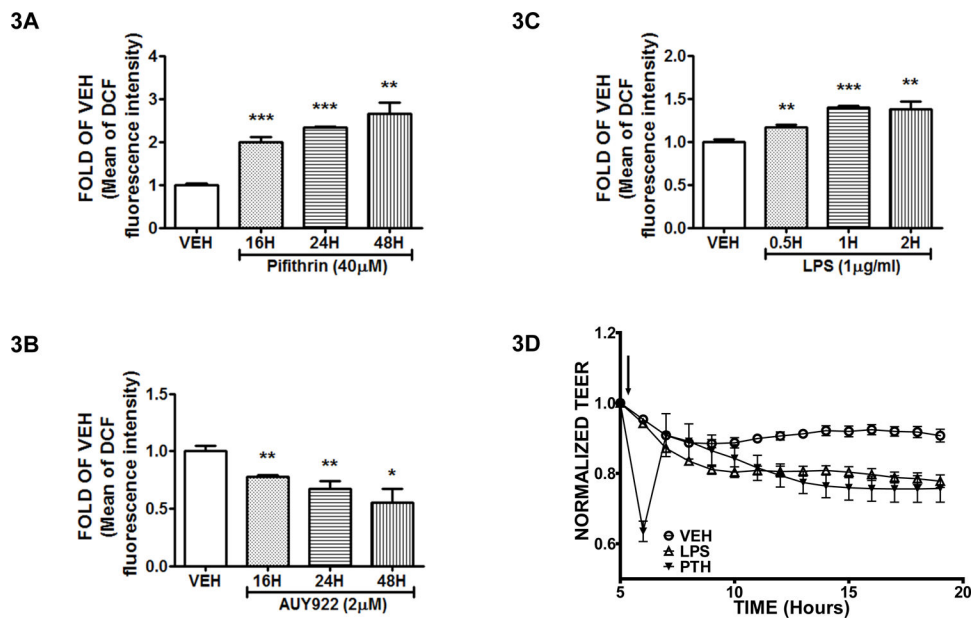 3A
FOLD OF VEH
(Mean of DCF
fluorescence intensity)
4
3
2
1
0
***
***
**
VEH
16H
24H
48H
Pifithrin (40μM)
3C
FOLD OF VEH
(Mean of DCF
fluorescence intensity)
2.0
1.5
1.0
0.5
0.0
**
***
**
VEH
0.5H
1H
2H
LPS (1μg/ml)
3B
FOLD OF VEH
(Mean of DCF
fluorescence intensity)
1.5
1.0
0.5
0.0
**
**
*
VEH
16H
24H
48H
AUY922 (2μM)
3D
NORMALIZED TEER
1.2
1.0
0.8
0.6
VEH
LPS
PTH
5
10
15
20
TIME (Hours)